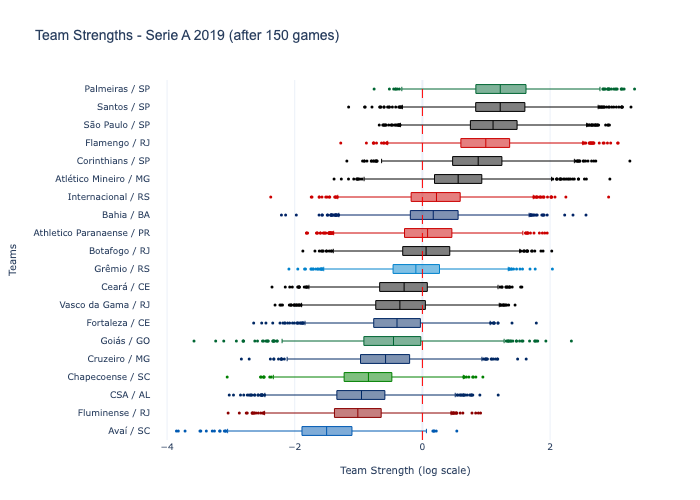 Team Strengths - Serie A 2019 (after 150 games)
Palmeiras / SP
Santos / SP
São Paulo / SP
Flamengo / RJ
Corinthians / SP
Atlético Mineiro / MG
Internacional / RS
Bahia / BA
Athletico Paranaense / PR
Botafogo / RJ
Grêmio / RS
Ceará / CE
Vasco da Gama / RJ
Fortaleza / CE
Goiás / GO
Cruzeiro / MG
Chapecoense / SC
CSA / AL
Fluminense / RJ
Avaí / SC
Teams
−4 −2 0 2
Team Strength (log scale)